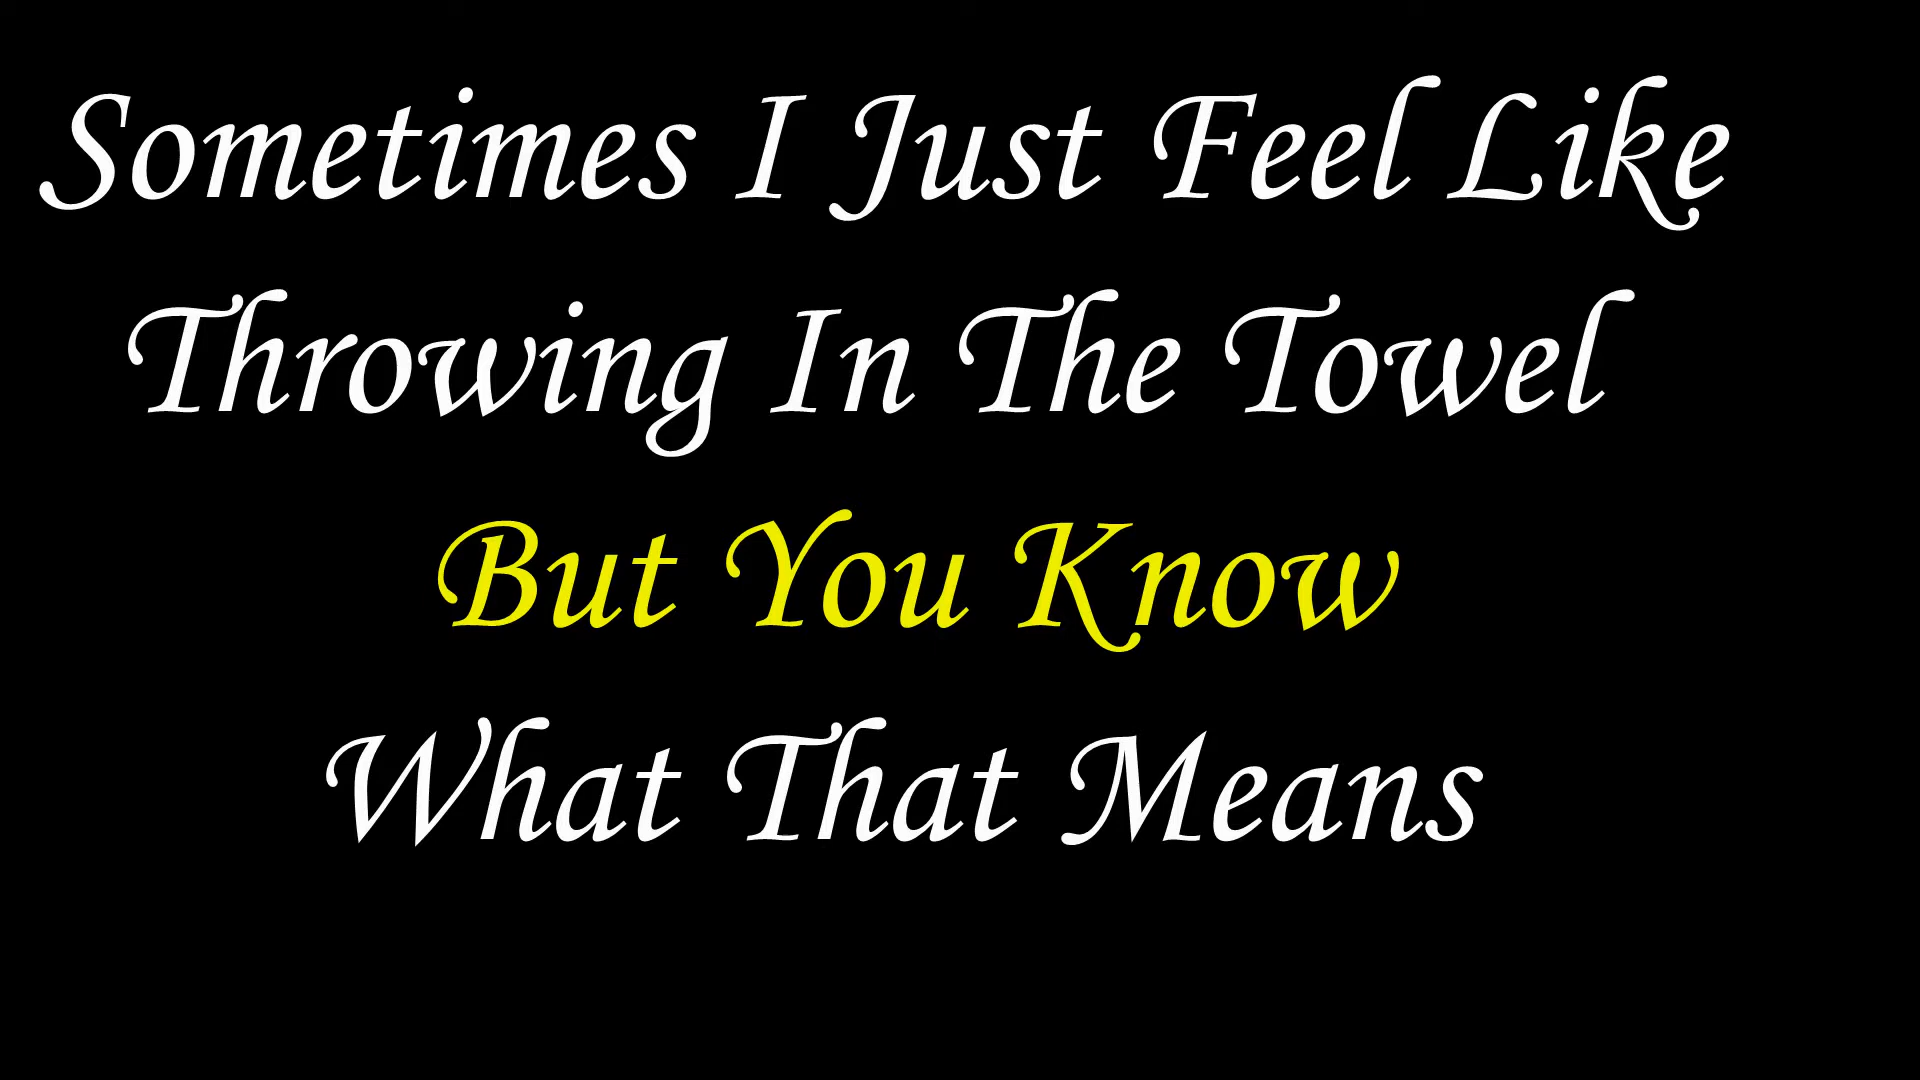 Sometimes I Just Feel Like
Throwing In The Towel
But You Know
What That Means